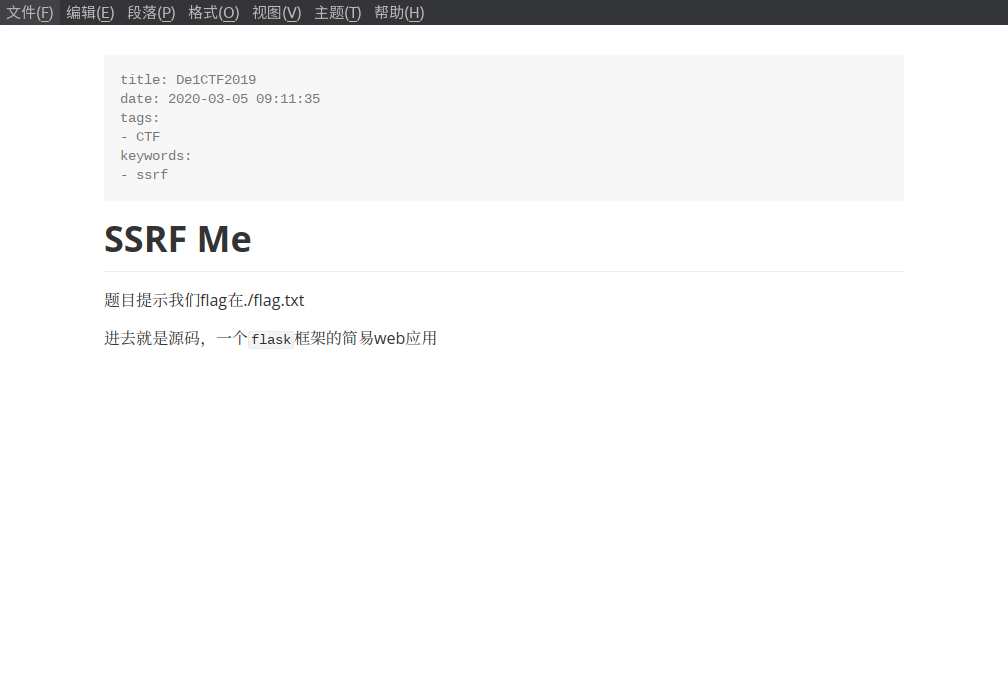 文件(F) 编辑(E) 段落(P) 格式(O) 视图(V) 主题(T) 帮助(H)
title: De1CTF2019
date: 2020-03-05 09:11:35
tags:
- CTF
keywords:
- ssrf
SSRF Me
题目提示我们flag在./flag.txt
进去就是源码，一个flask框架的简易web应用